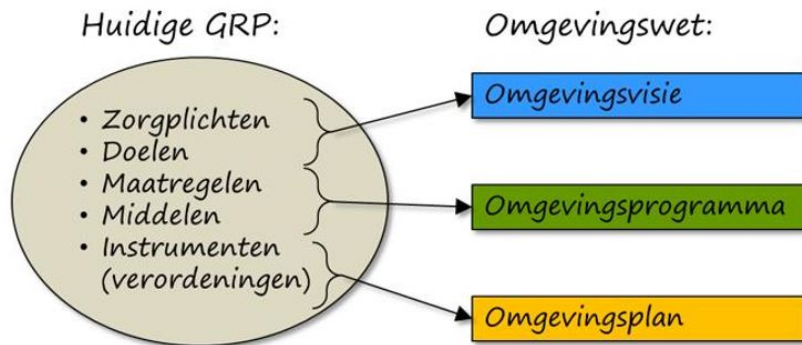 Huidige GRP:
• Zorgplichten
• Doelen
• Maatregelen
• Middelen
• Instrumenten
(verordeningen)
Omgevingswet:
Omgevingsvisie
Omgevingsprogramma
Omgevingsplan